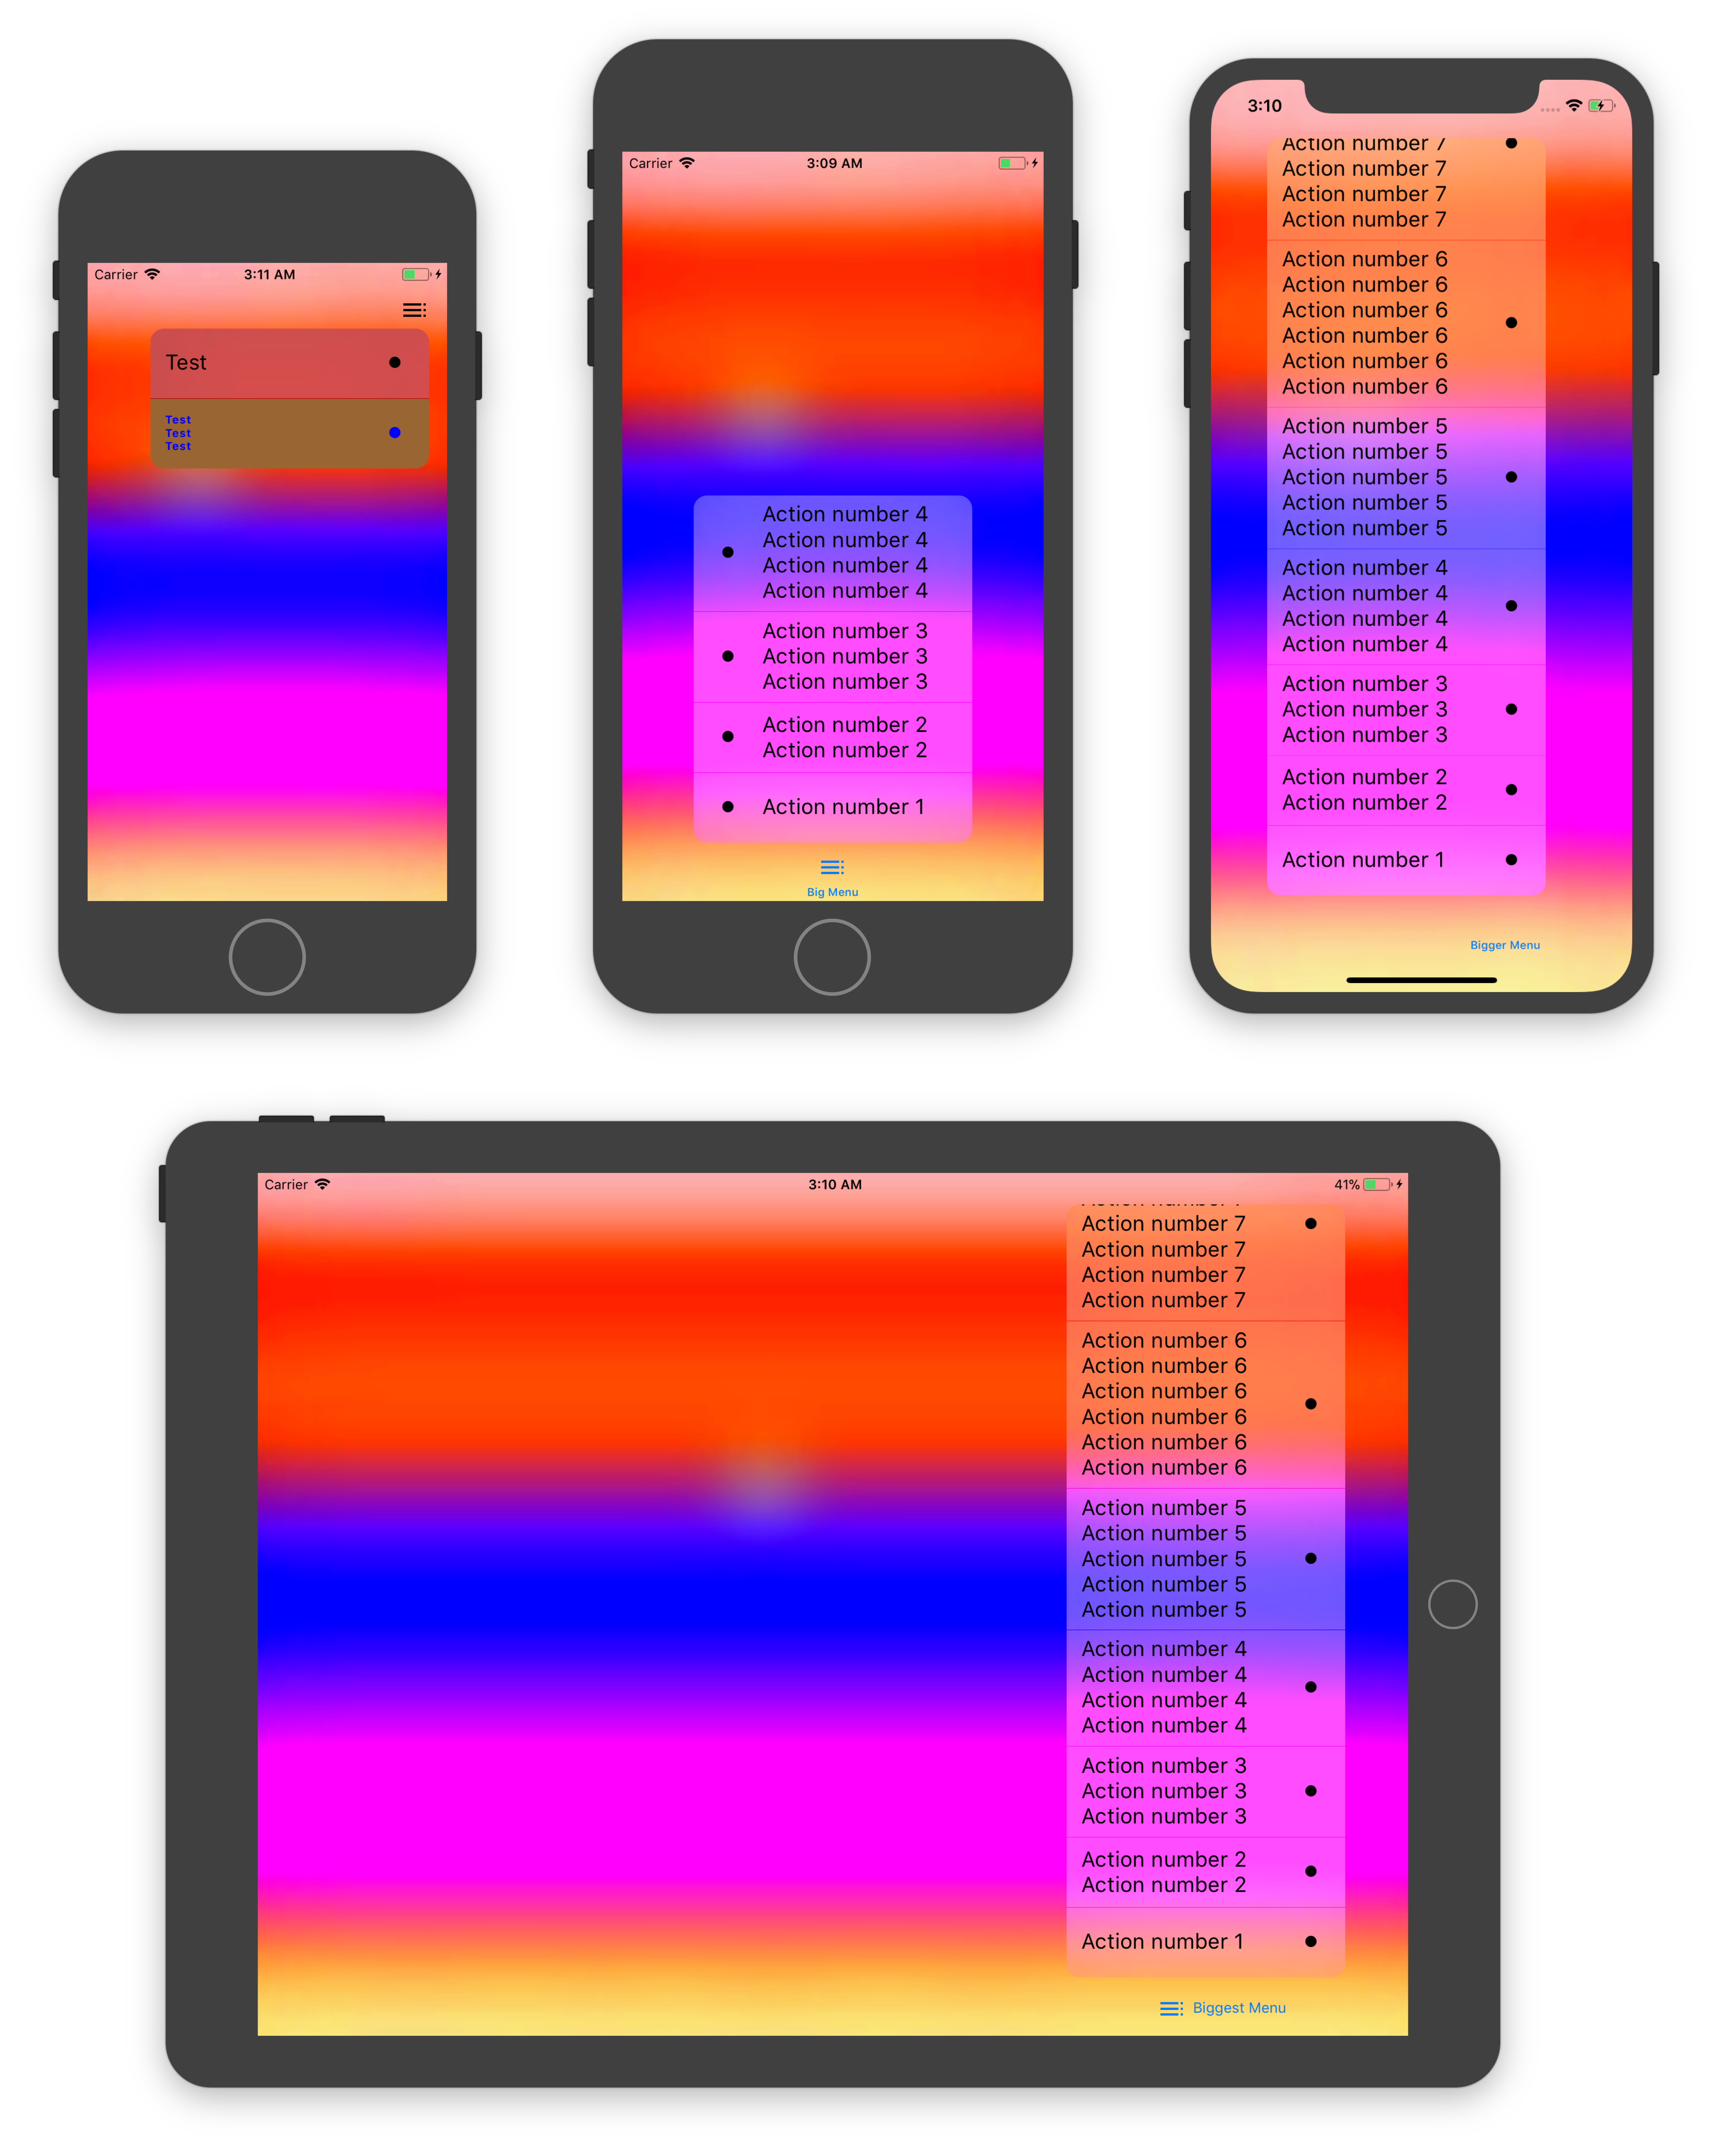 Carrier 3:11 AM
Test
Test
Test
Test
Carrier 3:09 AM
Action number 4
Action number 4
Action number 4
Action number 4
Action number 3
Action number 3
Action number 3
Action number 2
Action number 2
Action number 1
Big Menu
3:10
Action number 7
Action number 7
Action number 7
Action number 7
Action number 6
Action number 6
Action number 6
Action number 6
Action number 6
Action number 6
Action number 5
Action number 5
Action number 5
Action number 5
Action number 5
Action number 4
Action number 4
Action number 4
Action number 4
Action number 3
Action number 3
Action number 3
Action number 2
Action number 2
Action number 1
Bigger Menu
Carrier 3:10 AM 41%
Action number 7
Action number 7
Action number 7
Action number 7
Action number 6
Action number 6
Action number 6
Action number 6
Action number 6
Action number 6
Action number 5
Action number 5
Action number 5
Action number 5
Action number 5
Action number 4
Action number 4
Action number 4
Action number 4
Action number 3
Action number 3
Action number 3
Action number 2
Action number 2
Action number 1
Biggest Menu